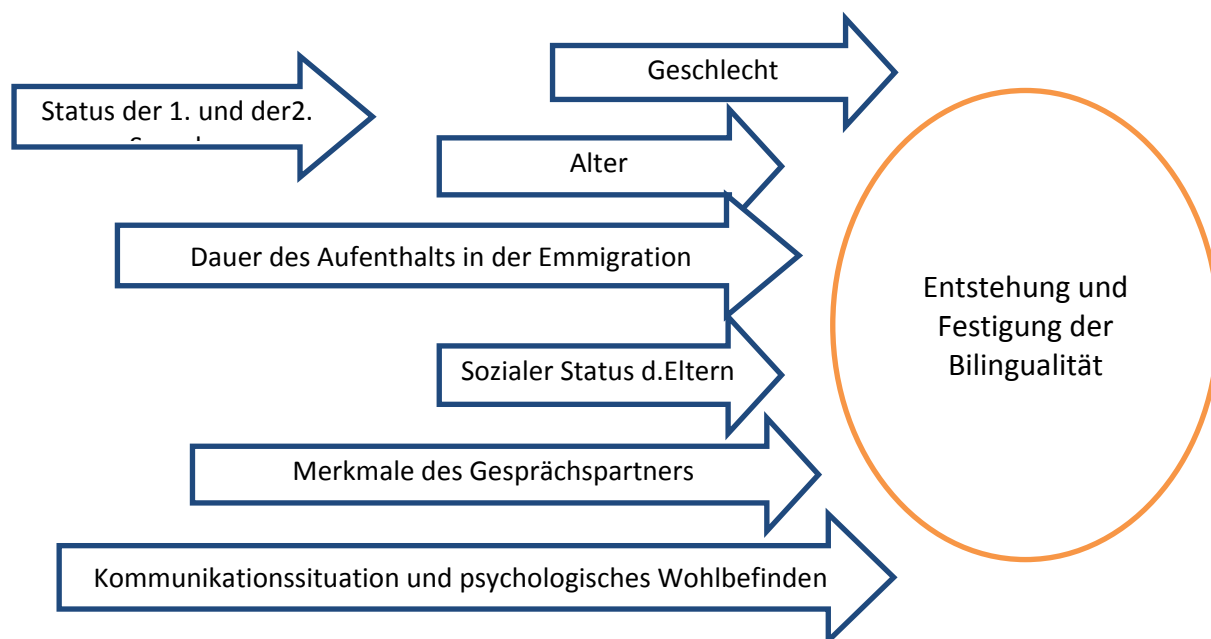 Geschlecht
Status der 1. und der2.
Alter
Dauer des Aufenthalts in der Emmigration
Sozialer Status d.Eltern
Merkmale des Gesprächspartners
Kommunikationssituation und psychologisches Wohlbefinden
Entstehung und
Festigung der
Bilingualität